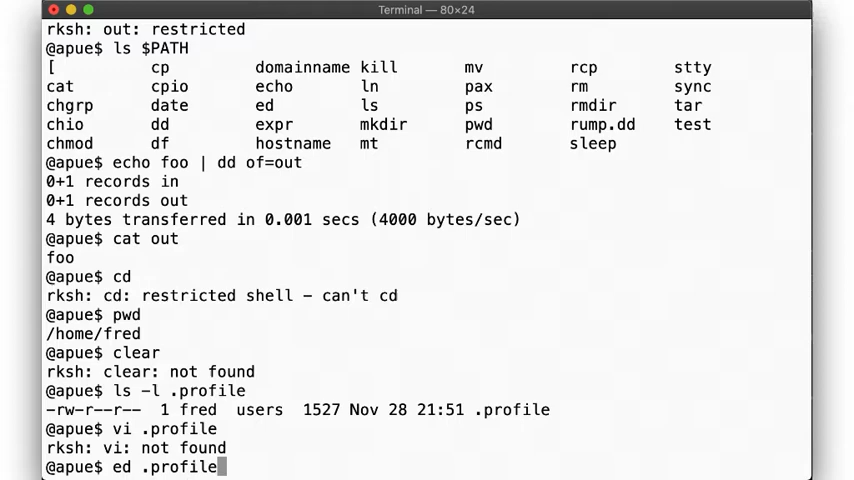 Terminal — 80×24
rksh: out: restricted
@apue$ ls $PATH
[ cp domainname kill mv rcp stty
cat cpio echo ln pax rm sync
chgrp date ed ls ps rmdir tar
chio dd expr mkdir pwd rump.dd test
chmod df hostname mt rcmd sleep
@apue$ echo foo | dd of=out
0+1 records in
0+1 records out
4 bytes transferred in 0.001 secs (4000 bytes/sec)
@apue$ cat out
foo
@apue$ cd
rksh: cd: restricted shell - can't cd
@apue$ pwd
/home/fred
@apue$ clear
rksh: clear: not found
@apue$ ls -l .profile
-rw-r--r-- 1 fred users 1527 Nov 28 21:51 .profile
@apue$ vi .profile
rksh: vi: not found
@apue$ ed .profile